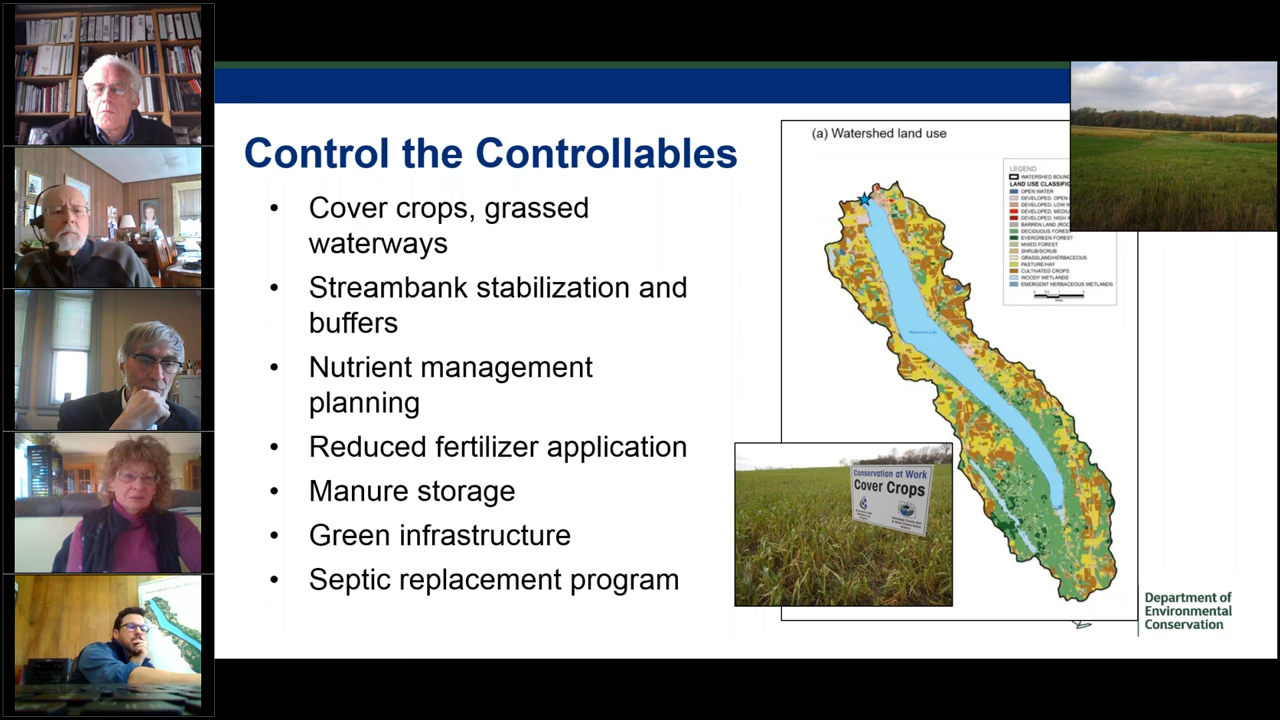 Control the Controllables
• Cover crops, grassed
waterways
• Streambank stabilization and
buffers
• Nutrient management
planning
• Reduced fertilizer application
• Manure storage
• Green infrastructure
• Septic replacement program
(a) Watershed land use
LEGEND
WATERSHED BOUN
LAND USE CLASSIFIC
OPEN WATER
DEVELOPED, OPEN
DEVELOPED, LOW
DEVELOPED, MEDIU
DEVELOPED, HIGH
BARREN LAND (ROC
DECIDUOUS FOREST
EVERGREEN FOREST
MIXED FOREST
SHRUB/SCRUB
GRASSLAND/HERBACEOUS
PASTURE/HAY
CULTIVATED CROPS
WOODY WETLANDS
EMERGENT HERBACEOUS WETLANDS
Conservation at Work
Cover Crops
Department of
Environmental
Conservation